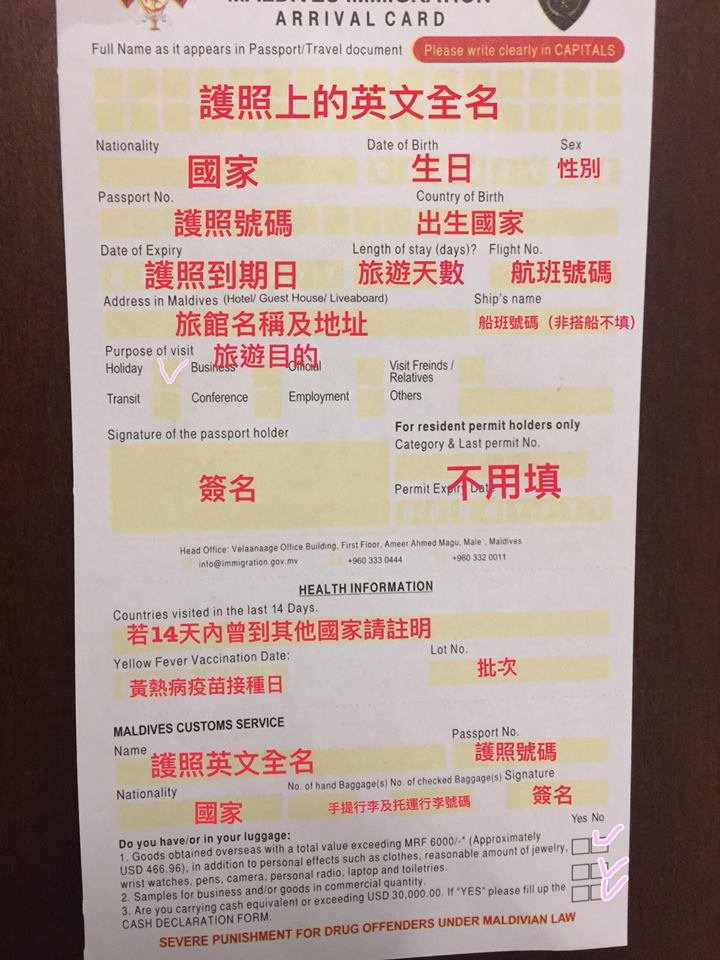 MALDIVES IMMIGRATION
ARRIVAL CARD
Full Name as it appears in Passport/Travel document Please write clearly in CAPITALS
護照上的英文全名
Nationality Date of Birth Sex
國家 生日 性別
Passport No. Country of Birth
護照號碼 出生國家
Date of Expiry Length of stay (days)? Flight No.
護照到期日 旅遊天數 航班號碼
Address in Maldives (Hotel/ Guest House/ Liveaboard) Ship's name
旅館名稱及地址 船班號碼（非搭船不填）
Purpose of visit 旅遊目的
Holiday Business Official Visit Freinds /
Relatives
Transit Conference Employment Others
Signature of the passport holder For resident permit holders only
Category & Last permit No.
簽名 不用填
Permit Expiry Date
Head Office: Velaanaage Office Building, First Floor, Ameer Ahmed Magu, Male`, Maldives
info@immigration.gov.mv +960 333 0444 +960 332 0011
HEALTH INFORMATION
Countries visited in the last 14 Days.
若14天內曾到其他國家請註明
Yellow Fever Vaccination Date: Lot No.
黃熱病疫苗接種日 批次
MALDIVES CUSTOMS SERVICE
Name Passport No.
護照英文全名 護照號碼
Nationality No. of hand Baggage(s) No. of checked Baggage(s) Signature
國家 手提行李及托運行李號碼 簽名
Do you have/or in your luggage: Yes No
1. Goods obtained overseas with a total value exceeding MRF 6000/-* (Approximately
USD 466.96), in addition to personal effects such as clothes, reasonable amount of jewelry,
wrist watches, pens, camera, personal radio, laptop and toiletries.
2. Samples for business and/or goods in commercial quantity.
3. Are you carrying cash equivalent or exceeding USD 30,000.00. If “YES” please fill up the
CASH DECLARATION FORM.
SEVERE PUNISHMENT FOR DRUG OFFENDERS UNDER MALDIVIAN LAW